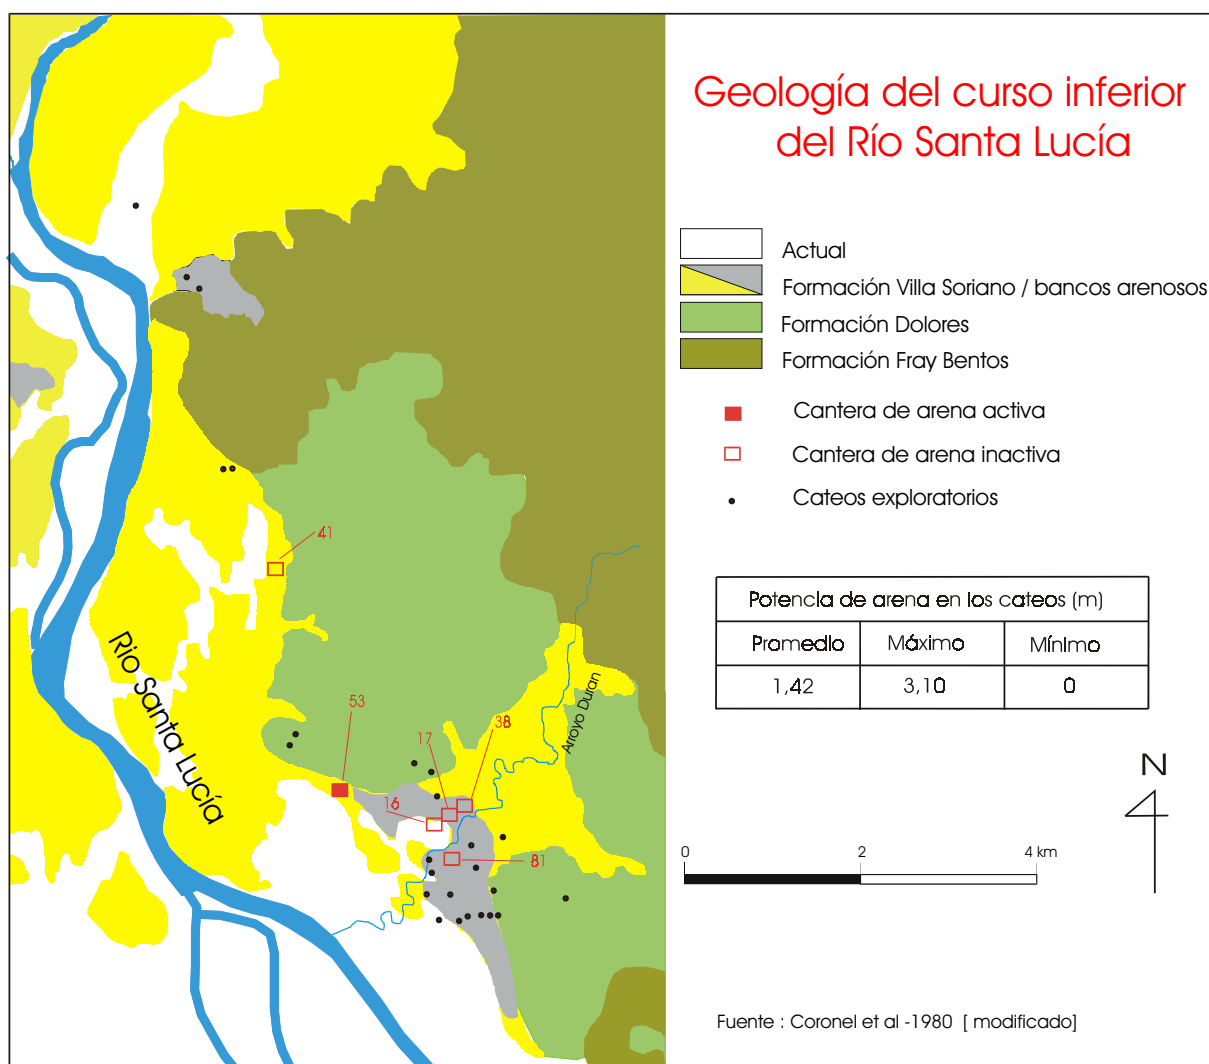 Geología del curso inferior
del Río Santa Lucía
Actual
Formación Villa Soriano / bancos arenosos
Formación Dolores
Formación Fray Bentos
Cantera de arena activa
Cantera de arena inactiva
Cateos exploratorios
Potencia de arena en los cateos (m)
Promedio Máximo Mínimo
1,42 3,10 0
N
0 2 4 km
Fuente : Coronel et al -1980 [ modificado]
41
Río Santa Lucía
Arroyo Duran
53
38
17
16
81